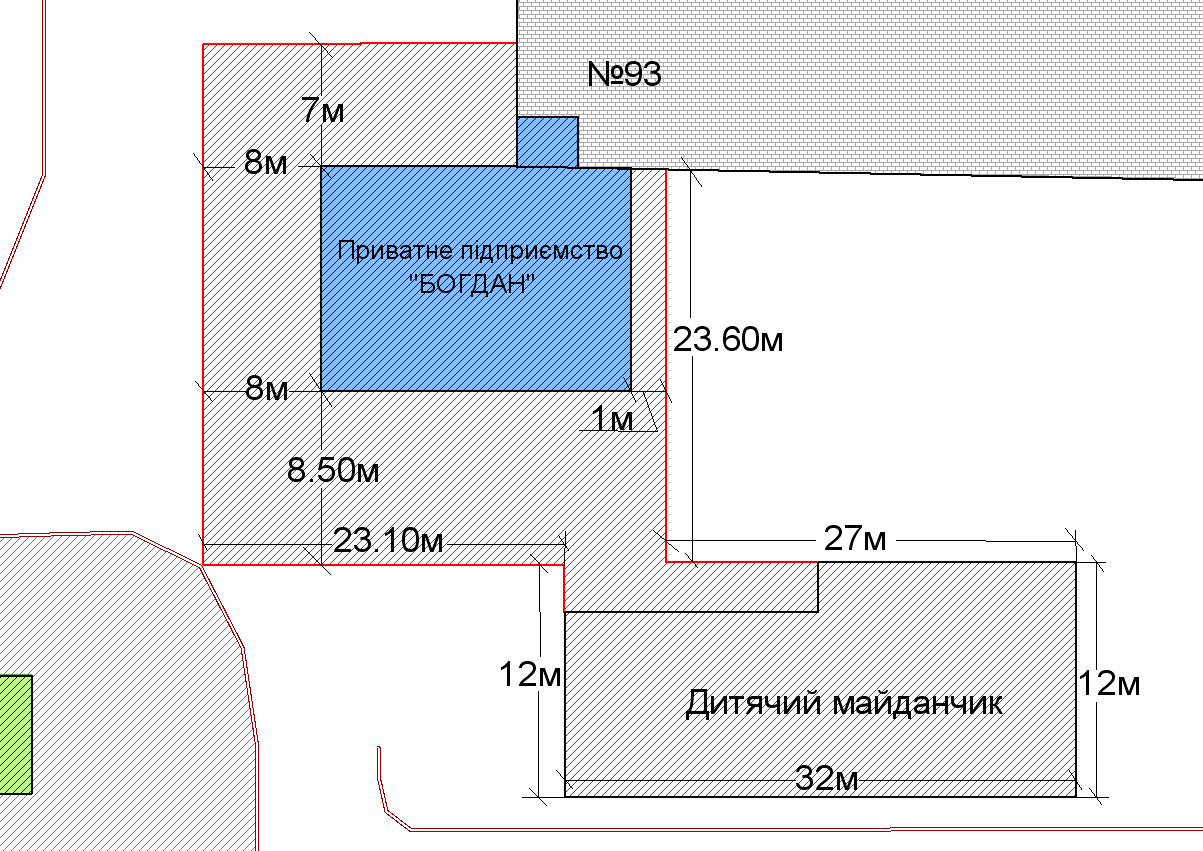 №93
7м
8м
Приватне підприємство
"БОГДАН"
23.60м
8м
1м
8.50м
23.10м
27м
12м
12м
Дитячий майданчик
32м